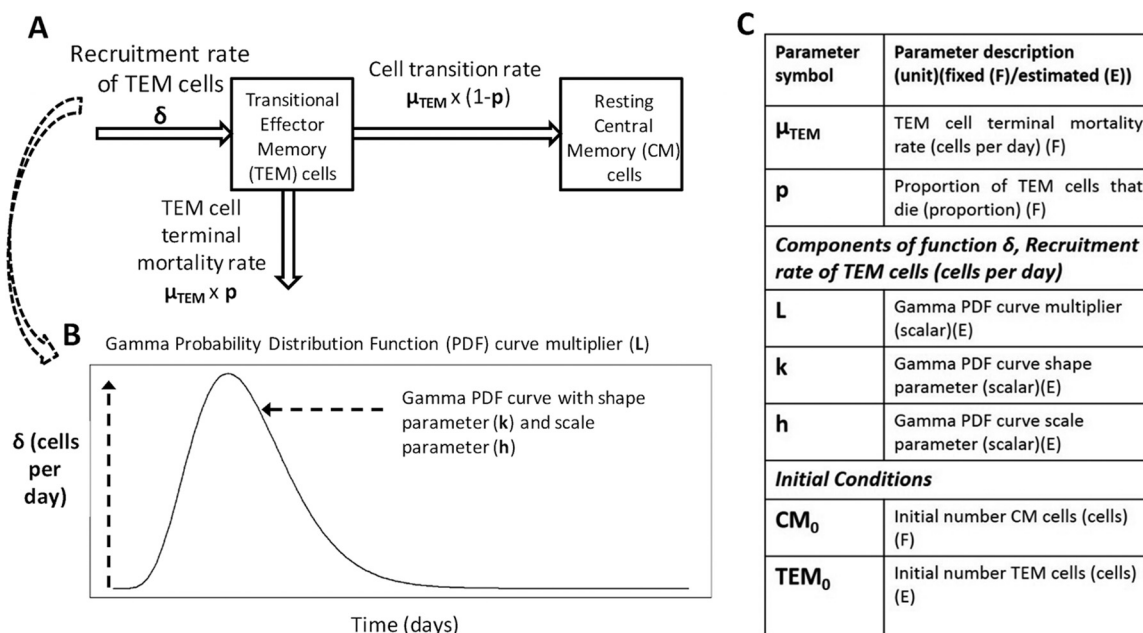 A
Recruitment rate
of TEM cells
δ
Transitional
Effector
Memory
(TEM) cells
Cell transition rate
μTEM x (1-p)
Resting
Central
Memory (CM)
cells
TEM cell
terminal
mortality rate
μTEM x p
B
Gamma Probability Distribution Function (PDF) curve multiplier (L)
δ (cells
per
day)
Gamma PDF curve with shape
parameter (k) and scale
parameter (h)
Time (days)
C
Parameter
symbol
Parameter description
(unit)(fixed (F)/estimated (E))
μTEM
TEM cell terminal mortality
rate (cells per day) (F)
p
Proportion of TEM cells that
die (proportion) (F)
Components of function δ, Recruitment
rate of TEM cells (cells per day)
L
Gamma PDF curve multiplier
(scalar)(E)
k
Gamma PDF curve shape
parameter (scalar)(E)
h
Gamma PDF curve scale
parameter (scalar)(E)
Initial Conditions
CM0
Initial number CM cells (cells)
(F)
TEM0
Initial number TEM cells (cells)
(E)